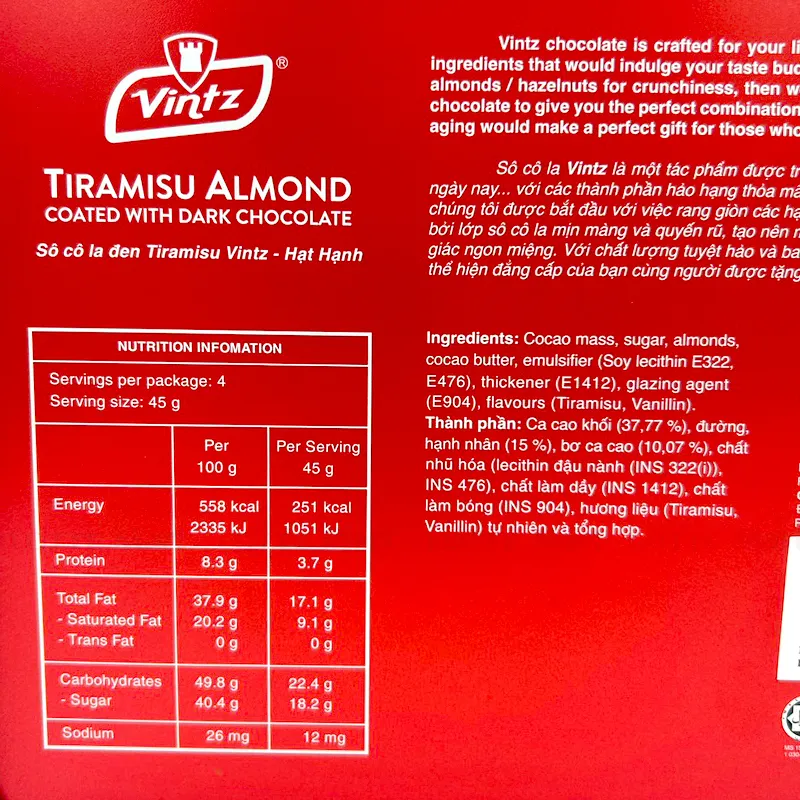 Vintz ®
TIRAMISU ALMOND
COATED WITH DARK CHOCOLATE
Sô cô la đen Tiramisu Vintz - Hạt Hạnh
Vintz chocolate is crafted for your
ingredients that would indulge your taste
almonds / hazelnuts for crunchiness, then
chocolate to give you the perfect combination
aging would make a perfect gift for those
Sô cô la Vintz là một tác phẩm được
ngày nay... với các thành phần hảo hạng thỏa
chúng tôi được bắt đầu với việc rang giòn các
bởi lớp sô cô la mịn màng và quyến rũ, tạo nên
giác ngon miệng. Với chất lượng tuyệt hảo và
thể hiện đẳng cấp của bạn cùng người được tặng
NUTRITION INFOMATION
Servings per package: 4
Serving size: 45 g
Per 100 g Per Serving 45 g
Energy 558 kcal 251 kcal
2335 kJ 1051 kJ
Protein 8.3 g 3.7 g
Total Fat 37.9 g 17.1 g
- Saturated Fat 20.2 g 9.1 g
- Trans Fat 0 g 0 g
Carbohydrates 49.8 g 22.4 g
- Sugar 40.4 g 18.2 g
Sodium 26 mg 12 mg
Ingredients: Cocao mass, sugar, almonds,
cocao butter, emulsifier (Soy lecithin E322,
E476), thickener (E1412), glazing agent
(E904), flavours (Tiramisu, Vanillin).
Thành phần: Ca cao khối (37,77 %), đường,
hạnh nhân (15 %), bơ ca cao (10,07 %), chất
nhũ hóa (lecithin đậu nành (INS 322(i)),
INS 476), chất làm dầy (INS 1412), chất
làm bóng (INS 904), hương liệu (Tiramisu,
Vanillin) tự nhiên và tổng hợp.